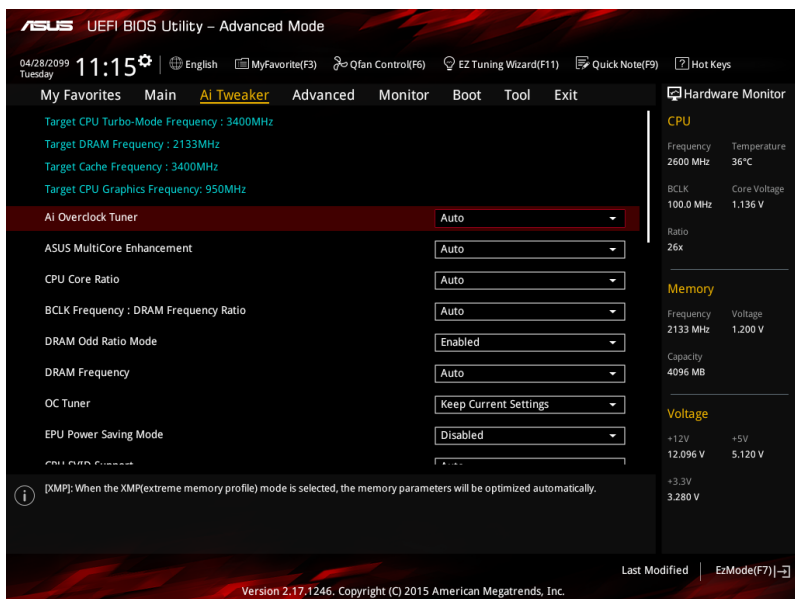 ASUS UEFI BIOS Utility – Advanced Mode
04/28/2099
Tuesday
11:15
English
MyFavorite(F3)
Qfan Control(F6)
EZ Tuning Wizard(F11)
Quick Note(F9)
? Hot Keys
My Favorites
Main
Ai Tweaker
Advanced
Monitor
Boot
Tool
Exit
Target CPU Turbo-Mode Frequency : 3400MHz
Target DRAM Frequency : 2133MHz
Target Cache Frequency : 3400MHz
Target CPU Graphics Frequency: 950MHz
Ai Overclock Tuner Auto
ASUS MultiCore Enhancement Auto
CPU Core Ratio Auto
BCLK Frequency : DRAM Frequency Ratio Auto
DRAM Odd Ratio Mode Enabled
DRAM Frequency Auto
OC Tuner Keep Current Settings
EPU Power Saving Mode Disabled
CPU SVID Support Auto
i [XMP]: When the XMP(extreme memory profile) mode is selected, the memory parameters will be optimized automatically.
Hardware Monitor
CPU
Frequency Temperature
2600 MHz 36°C
BCLK Core Voltage
100.0 MHz 1.136 V
Ratio
26x
Memory
Frequency Voltage
2133 MHz 1.200 V
Capacity
4096 MB
Voltage
+12V +5V
12.096 V 5.120 V
+3.3V
3.280 V
Last Modified
EzMode(F7)
Version 2.17.1246. Copyright (C) 2015 American Megatrends, Inc.